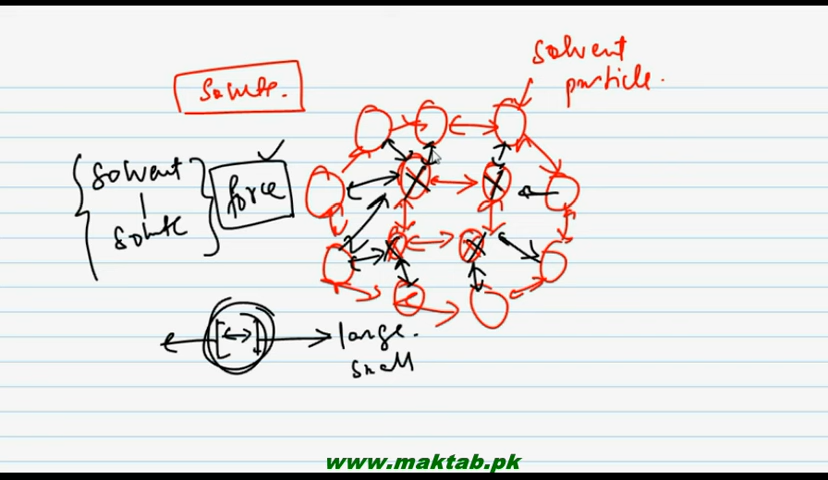 solvent
particle.
Solute.
solvent
solute
force
large.
small
www.maktab.pk